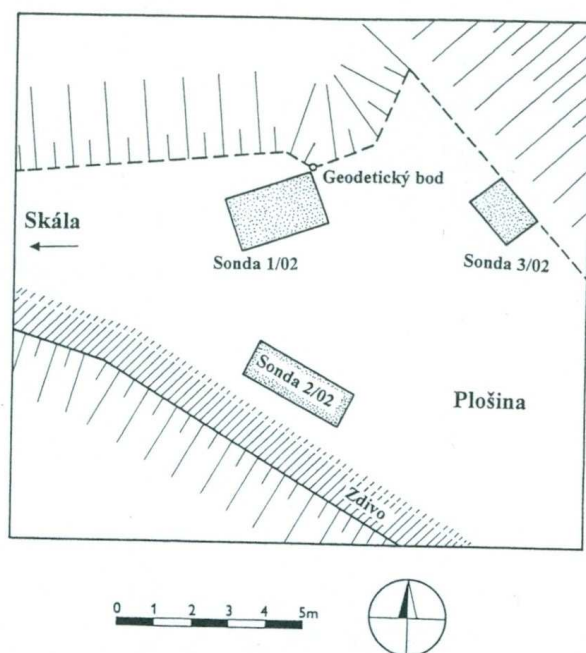 Geodetický bod
Skála
Sonda 1/02
Sonda 3/02
Sonda 2/02
Plošina
Zdivo
0 1 2 3 4 5m